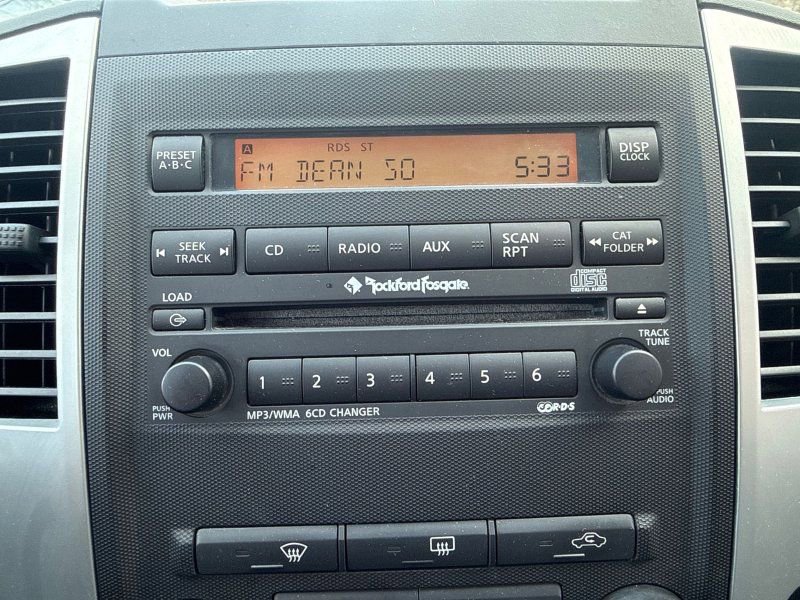 PRESET
A·B·C
A
RDS ST
FM DEAN SO
5:33
DISP
CLOCK
SEEK
TRACK
CD
RADIO
AUX
SCAN
RPT
CAT
FOLDER
Rockford Fosgate
COMPACT
disc
DIGITAL AUDIO
LOAD
VOL
PUSH
PWR
1
2
3
4
5
6
TRACK
TUNE
PUSH
AUDIO
MP3/WMA 6CD CHANGER
R·D·S